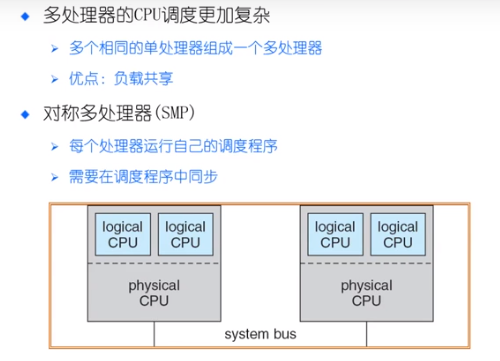 多处理器的CPU调度更加复杂
多个相同的单处理器组成一个多处理器
优点：负载共享
对称多处理器(SMP)
每个处理器运行自己的调度程序
需要在调度程序中同步
logical CPU
logical CPU
logical CPU
logical CPU
physical CPU
physical CPU
system bus